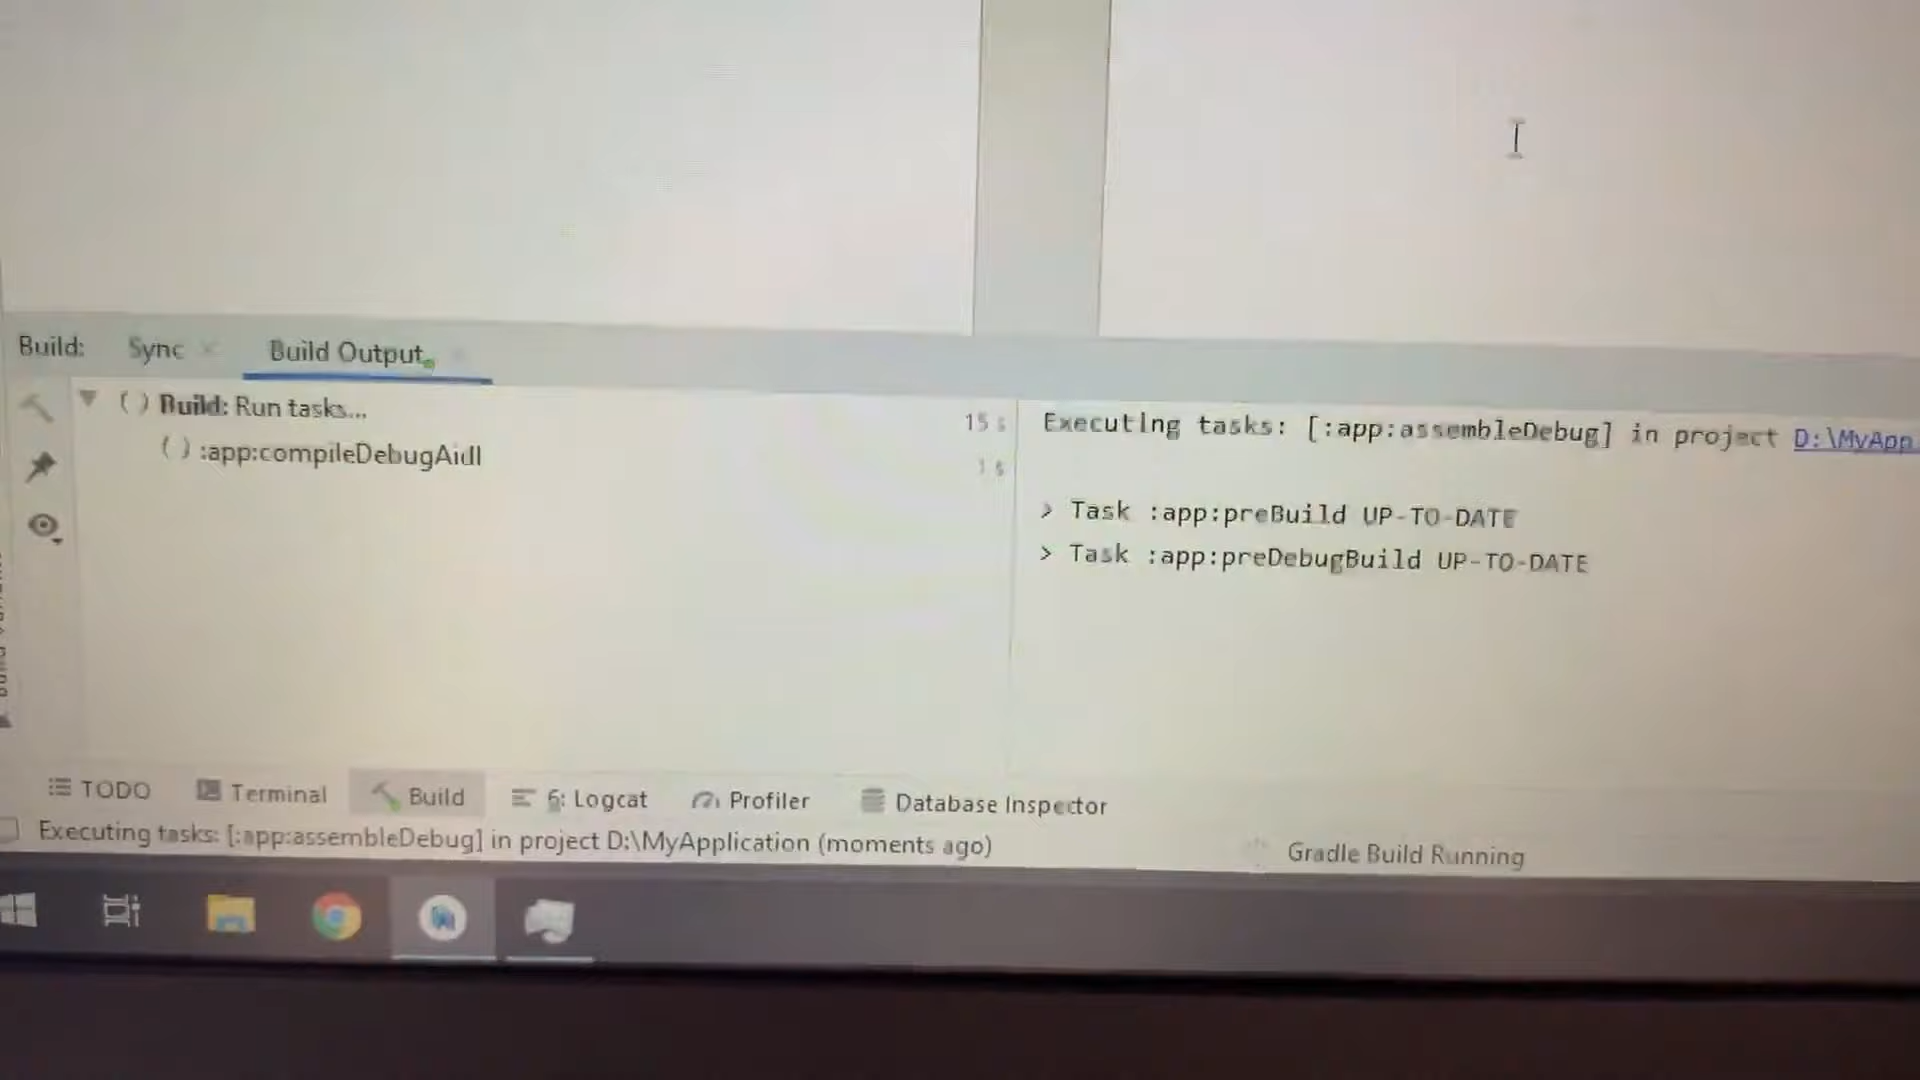 Build: Sync Build Output
Build: Run tasks... 15 s
:app:compileDebugAidl 1 s
Executing tasks: [:app:assembleDebug] in project D:\MyApp
> Task :app:preBuild UP-TO-DATE
> Task :app:preDebugBuild UP-TO-DATE
TODO Terminal Build 6: Logcat Profiler Database Inspector
Executing tasks: [:app:assembleDebug] in project D:\MyApplication (moments ago) Gradle Build Running